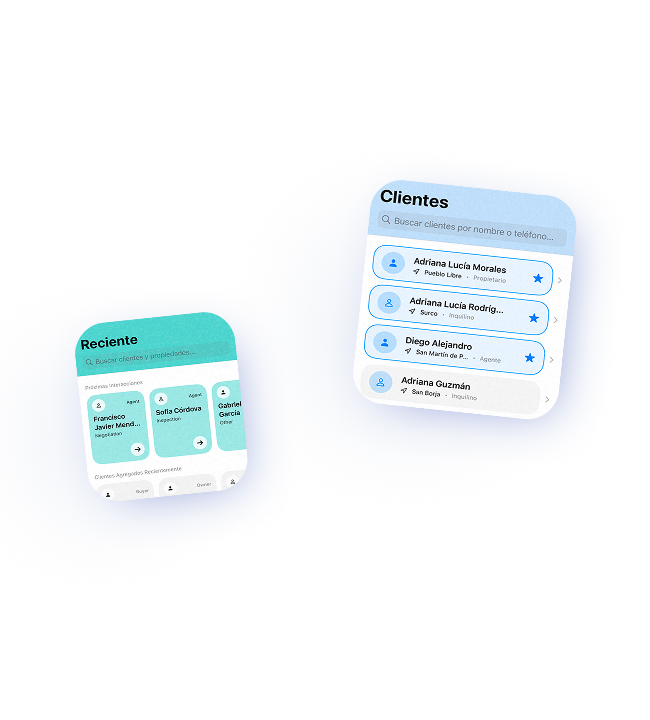 Clientes
Buscar clientes por nombre o teléfono...
Adriana Lucía Morales
Pueblo Libre · Propietario
Adriana Lucía Rodríg...
Surco · Inquilino
Diego Alejandro
San Martín de P... · Agente
Adriana Guzmán
San Borja · Inquilino
Reciente
Buscar clientes y propiedades...
Próximas Interacciones
Agent
Francisco
Javier Mend...
Negotiation
Agent
Sofía Córdova
Inspection
Gabriel
García
Other
Clientes Agregados Recientemente
Buyer
Owner